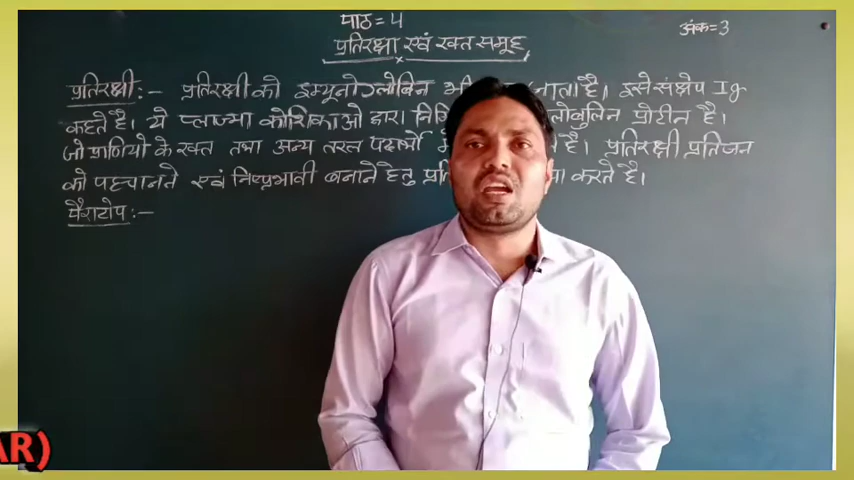 पाठ = 4
अंक = 3
प्रतिरक्षा एवं रक्त समूह
प्रतिरक्षी :- प्रतिरक्षी को इम्यूनोग्लोबिन भी जाता है। इसे संक्षेप Ig
कहते है। ये प्लाज्मा कोशिकाओ द्वारा प्रोटीन है।
जो प्राणियो के रक्त तथा अन्य तरल पदार्थो है। प्रतिरक्षी प्रतिजन
को पहचानते एवं निष्प्रभावी बनाने हेतु करते है।
पैराटोप :-
AR)